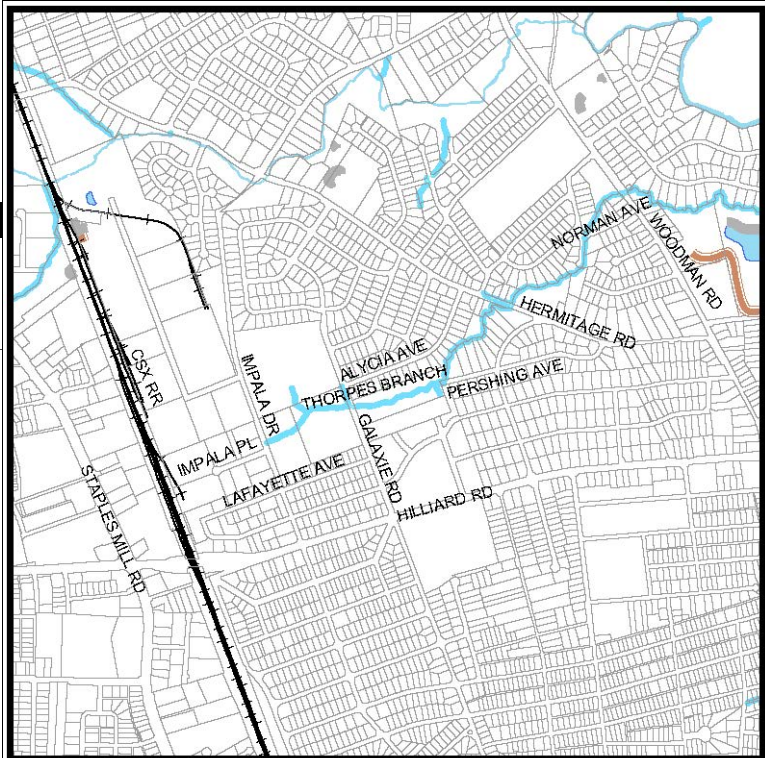 NORMAN AVE
WOODMAN RD
HERMITAGE RD
ALYCIA AVE
THORPES BRANCH
PERSHING AVE
IMPALA DR
CSX RR
IMPALA PL
LAFAYETTE AVE
GALAXIE RD
HILLIARD RD
STAPLES MILL RD